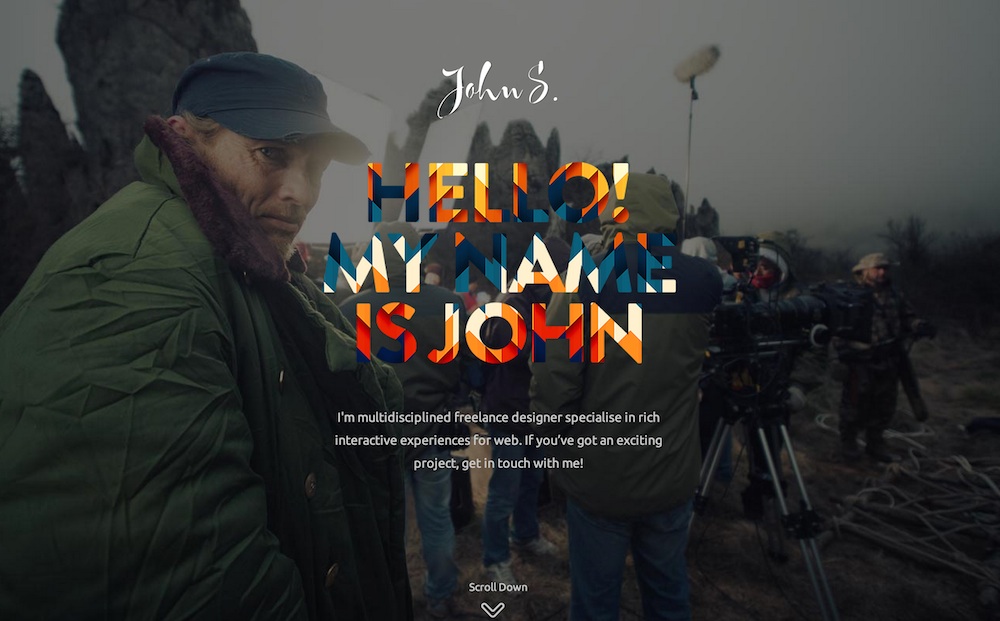 John S.
HELLO!
MY NAME
IS JOHN
I'm multidisciplined freelance designer specialise in rich
interactive experiences for web. If you've got an exciting
project, get in touch with me!
Scroll Down